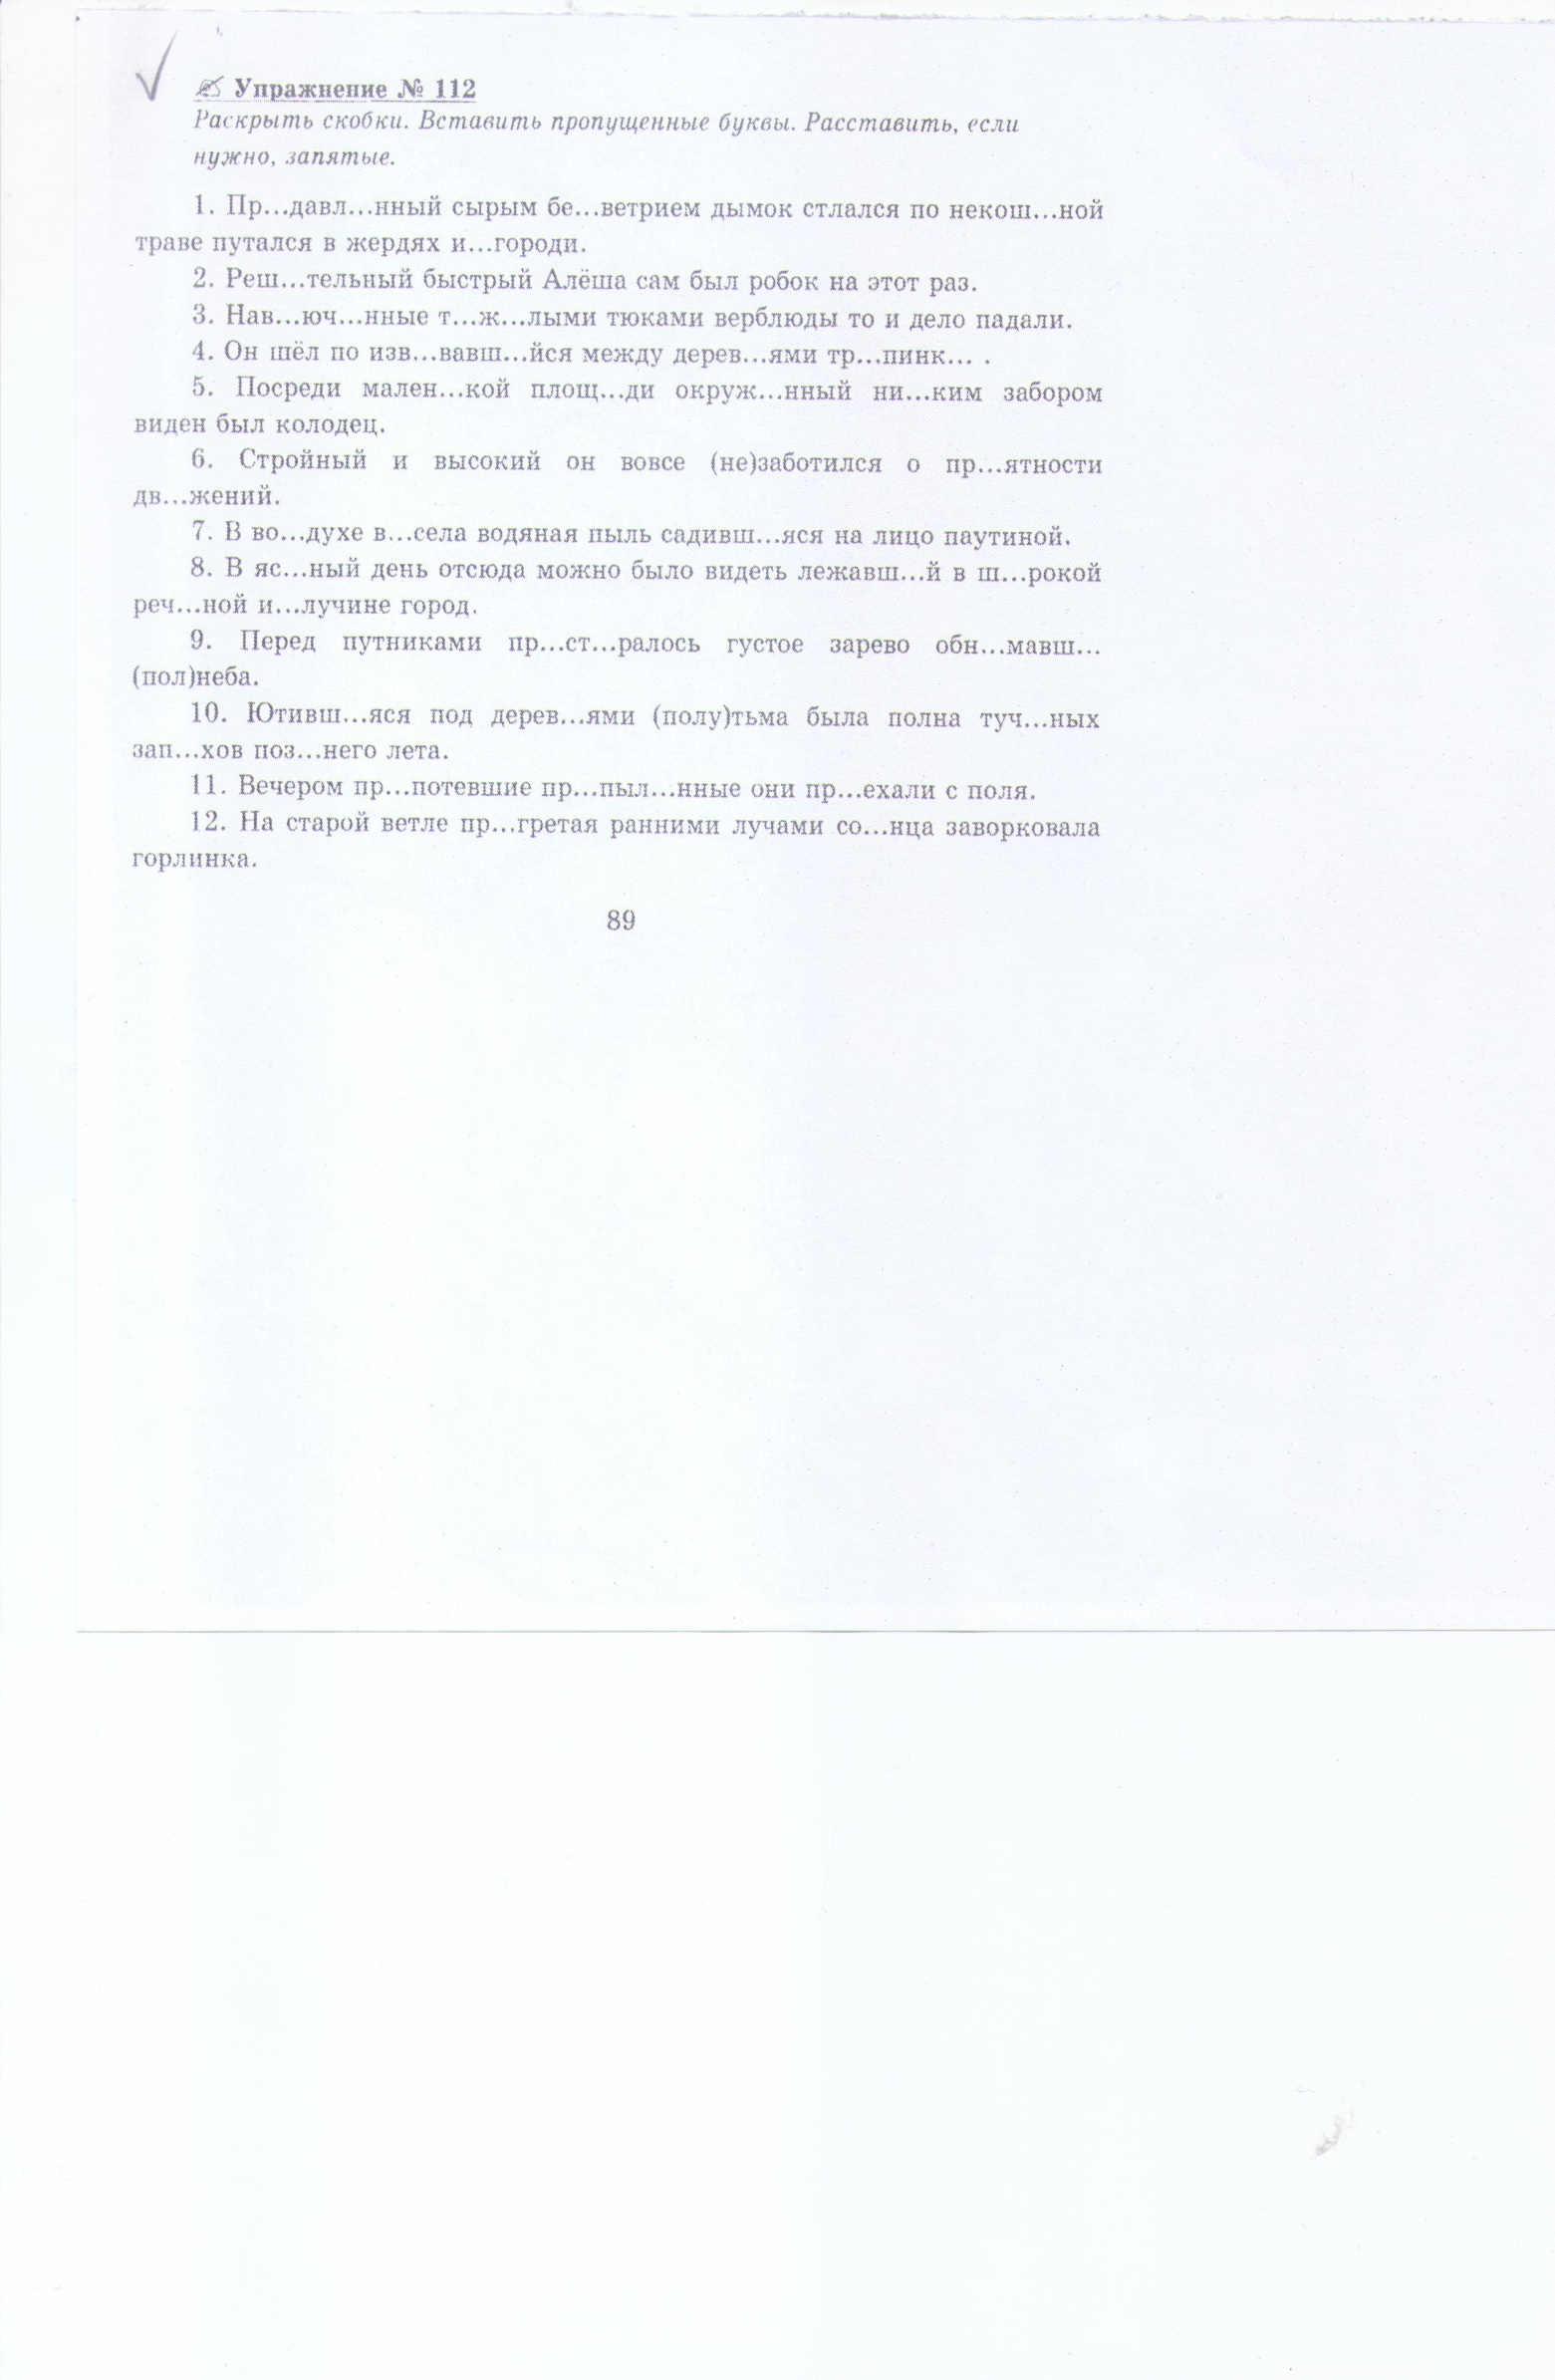 Упражнение № 112
Раскрыть скобки. Вставить пропущенные буквы. Расставить, если
нужно, запятые.
1. Пр...давл...нный сырым бе...ветрием дымок стлался по некош...ной
траве путался в жердях и...городи.
2. Реш...тельный быстрый Алёша сам был робок на этот раз.
3. Нав...юч...нные т...ж...лыми тюками верблюды то и дело падали.
4. Он шёл по изв...вавш...йся между дерев...ями тр...пинк... .
5. Посреди мален...кой площ...ди окруж...нный ни...ким забором
виден был колодец.
6. Стройный и высокий он вовсе (не)заботился о пр...ятности
дв...жений.
7. В во...духе в...села водяная пыль садивш...яся на лицо паутиной.
8. В яс...ный день отсюда можно было видеть лежавш...й в ш...рокой
реч...ной и...лучине город.
9. Перед путниками пр...ст...ралось густое зарево обн...мавш...
(пол)неба.
10. Ютивш...яся под дерев...ями (полу)тьма была полна туч...ных
зап...хов поз...него лета.
11. Вечером пр...потевшие пр...пыл...нные они пр...ехали с поля.
12. На старой ветле пр...гретая ранними лучами со...нца заворковала
горлинка.
89